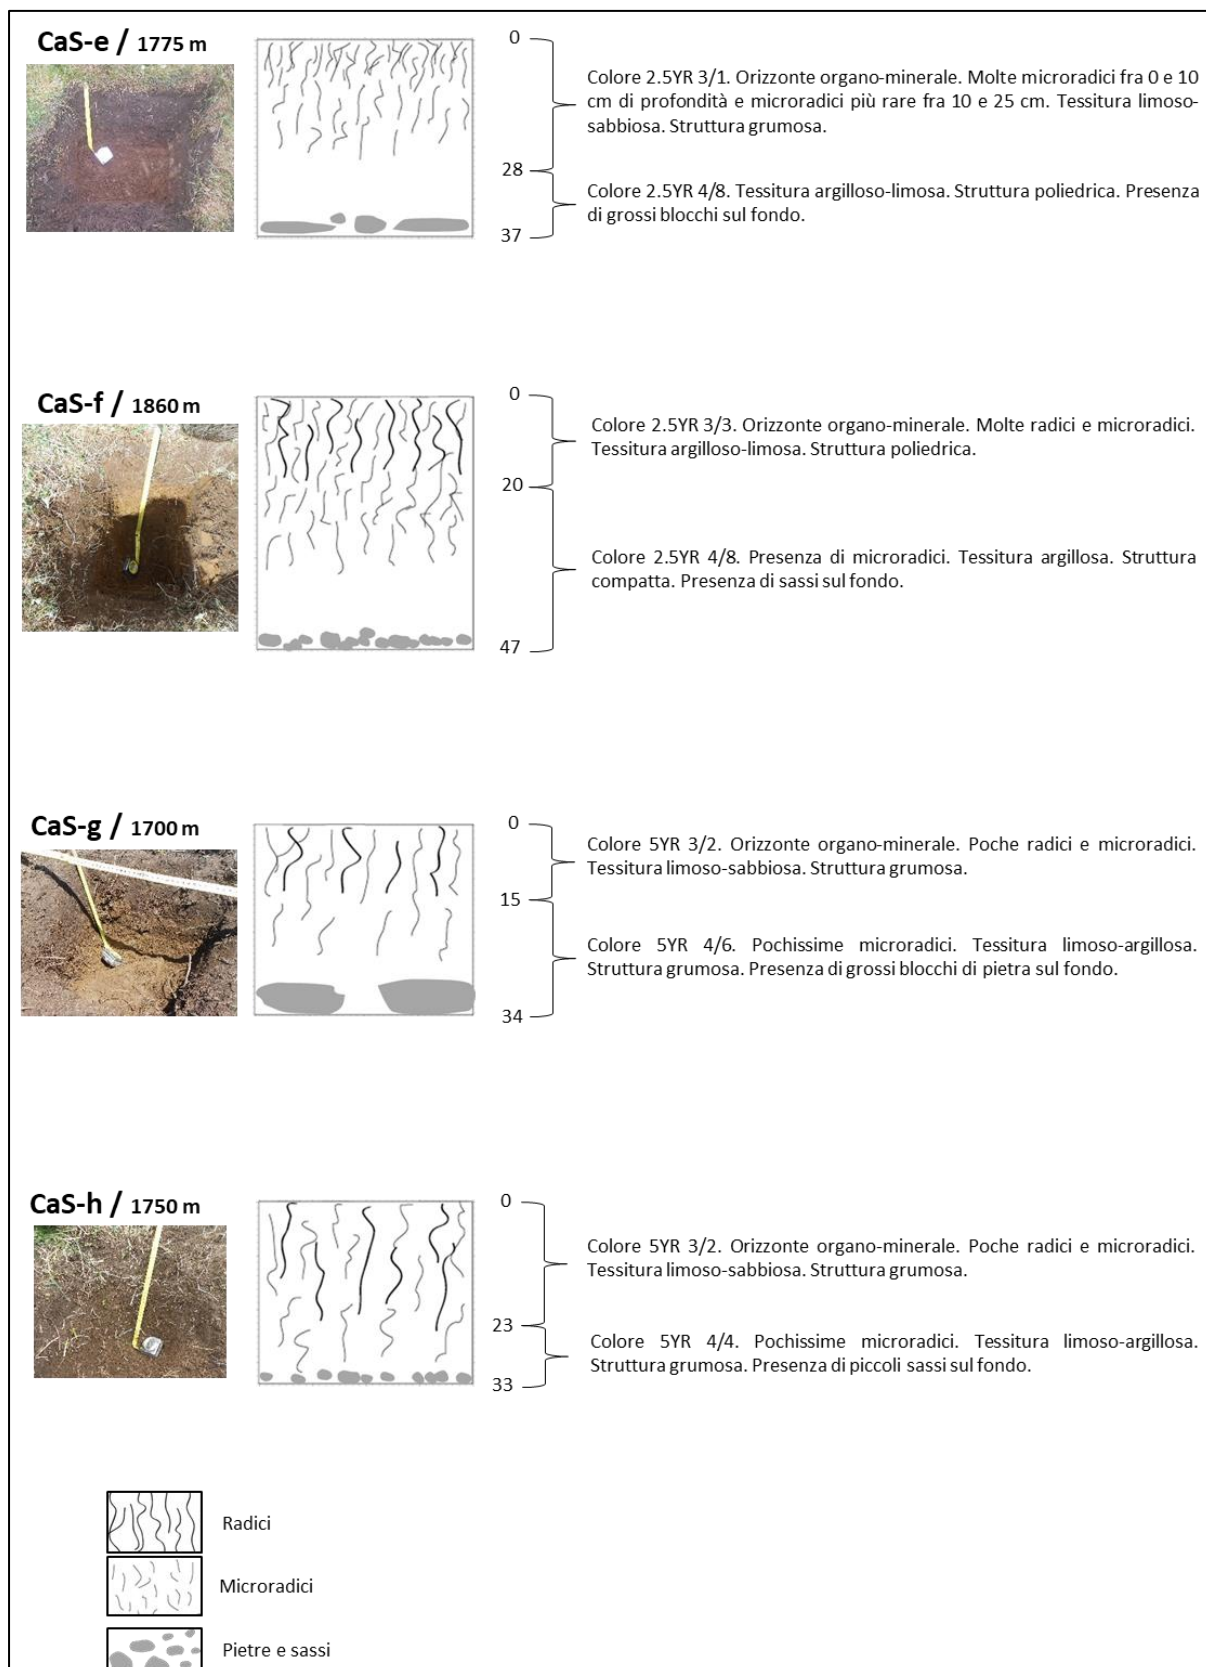 CaS-e / 1775 m
0
Colore 2.5YR 3/1. Orizzonte organo-minerale. Molte microradici fra 0 e 10
cm di profondità e microradici più rare fra 10 e 25 cm. Tessitura limoso-
sabbiosa. Struttura grumosa.
28
Colore 2.5YR 4/8. Tessitura argilloso-limosa. Struttura poliedrica. Presenza
di grossi blocchi sul fondo.
37
CaS-f / 1860 m
0
Colore 2.5YR 3/3. Orizzonte organo-minerale. Molte radici e microradici.
Tessitura argilloso-limosa. Struttura poliedrica.
20
Colore 2.5YR 4/8. Presenza di microradici. Tessitura argillosa. Struttura
compatta. Presenza di sassi sul fondo.
47
CaS-g / 1700 m
0
Colore 5YR 3/2. Orizzonte organo-minerale. Poche radici e microradici.
Tessitura limoso-sabbiosa. Struttura grumosa.
15
Colore 5YR 4/6. Pochissime microradici. Tessitura limoso-argillosa.
Struttura grumosa. Presenza di grossi blocchi di pietra sul fondo.
34
CaS-h / 1750 m
0
Colore 5YR 3/2. Orizzonte organo-minerale. Poche radici e microradici.
Tessitura limoso-sabbiosa. Struttura grumosa.
23
Colore 5YR 4/4. Pochissime microradici. Tessitura limoso-argillosa.
Struttura grumosa. Presenza di piccoli sassi sul fondo.
33
Radici
Microradici
Pietre e sassi